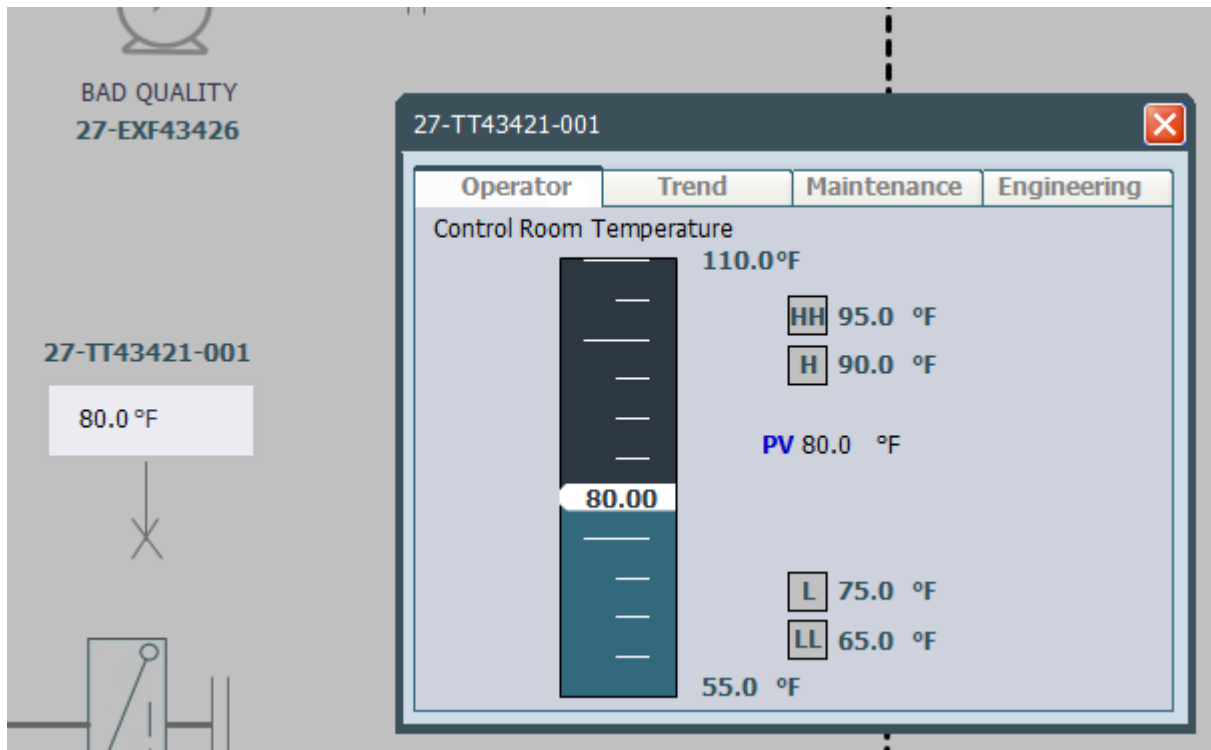 BAD QUALITY
27-EXF43426
27-TT43421-001
80.0 °F
27-TT43421-001
Operator Trend Maintenance Engineering
Control Room Temperature
110.0°F
HH 95.0 °F
H 90.0 °F
PV 80.0 °F
80.00
L 75.0 °F
LL 65.0 °F
55.0 °F